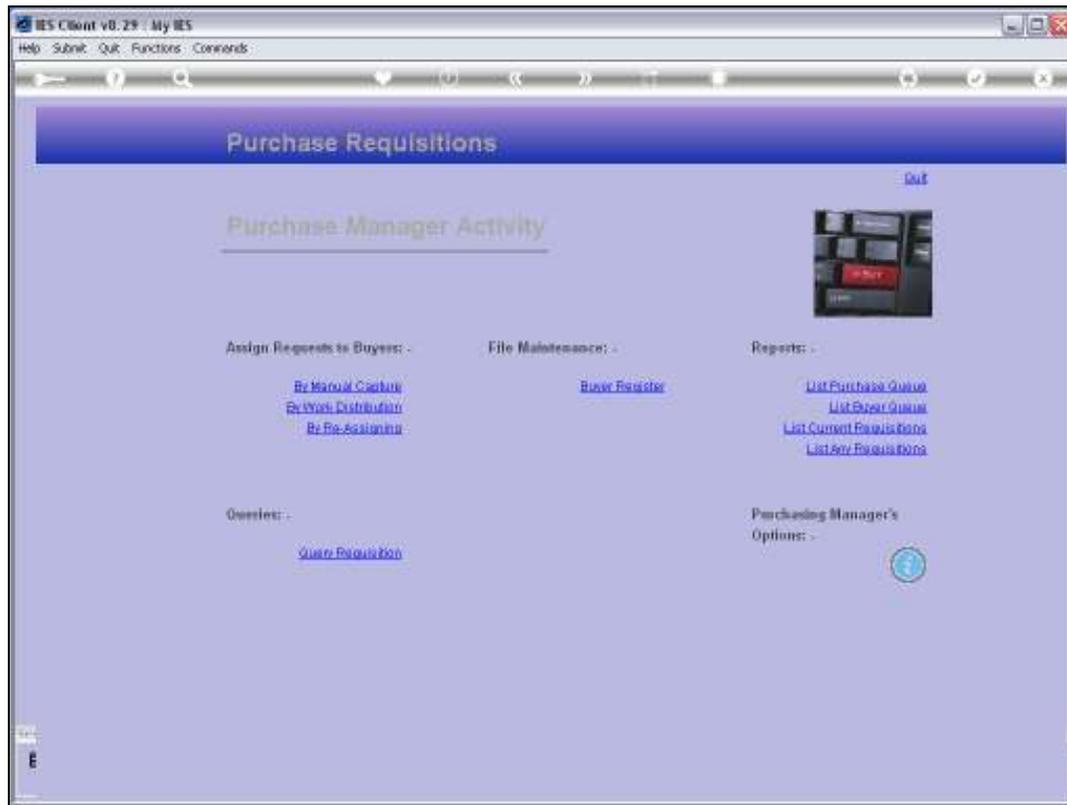 IES Client v8.29 : My IES
Help Submit Quit Functions Commands
Purchase Requisitions
Quit
Purchase Manager Activity
Assign Requests to Buyers: -
File Maintenance: -
Reports: -
By Manual Capture
Buyer Register
List Purchase Queue
By Work Distribution
List Buyer Queue
By Re-Assigning
List Current Requisitions
List Any Requisitions
Queries: -
Purchasing Manager's
Options: -
Query Requisition
E